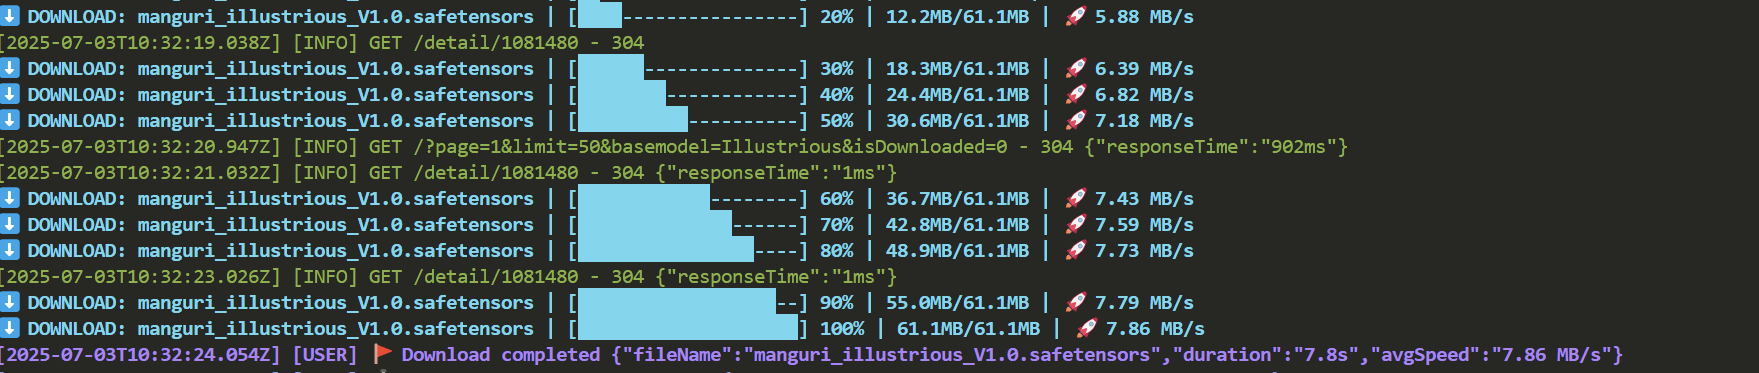 ⬇ DOWNLOAD: manguri_illustrious_V1.0.safetensors | [████----------------] 20% | 12.2MB/61.1MB | 🚀 5.88 MB/s
[2025-07-03T10:32:19.038Z] [INFO] GET /detail/1081480 - 304
⬇ DOWNLOAD: manguri_illustrious_V1.0.safetensors | [██████--------------] 30% | 18.3MB/61.1MB | 🚀 6.39 MB/s
⬇ DOWNLOAD: manguri_illustrious_V1.0.safetensors | [████████------------] 40% | 24.4MB/61.1MB | 🚀 6.82 MB/s
⬇ DOWNLOAD: manguri_illustrious_V1.0.safetensors | [██████████----------] 50% | 30.6MB/61.1MB | 🚀 7.18 MB/s
[2025-07-03T10:32:20.947Z] [INFO] GET /?page=1&limit=50&basemodel=Illustrious&isDownloaded=0 - 304 {"responseTime":"902ms"}
[2025-07-03T10:32:21.032Z] [INFO] GET /detail/1081480 - 304 {"responseTime":"1ms"}
⬇ DOWNLOAD: manguri_illustrious_V1.0.safetensors | [████████████--------] 60% | 36.7MB/61.1MB | 🚀 7.43 MB/s
⬇ DOWNLOAD: manguri_illustrious_V1.0.safetensors | [██████████████------] 70% | 42.8MB/61.1MB | 🚀 7.59 MB/s
⬇ DOWNLOAD: manguri_illustrious_V1.0.safetensors | [████████████████----] 80% | 48.9MB/61.1MB | 🚀 7.73 MB/s
[2025-07-03T10:32:23.026Z] [INFO] GET /detail/1081480 - 304 {"responseTime":"1ms"}
⬇ DOWNLOAD: manguri_illustrious_V1.0.safetensors | [██████████████████--] 90% | 55.0MB/61.1MB | 🚀 7.79 MB/s
⬇ DOWNLOAD: manguri_illustrious_V1.0.safetensors | [████████████████████] 100% | 61.1MB/61.1MB | 🚀 7.86 MB/s
[2025-07-03T10:32:24.054Z] [USER] 🚩 Download completed {"fileName":"manguri_illustrious_V1.0.safetensors","duration":"7.8s","avgSpeed":"7.86 MB/s"}